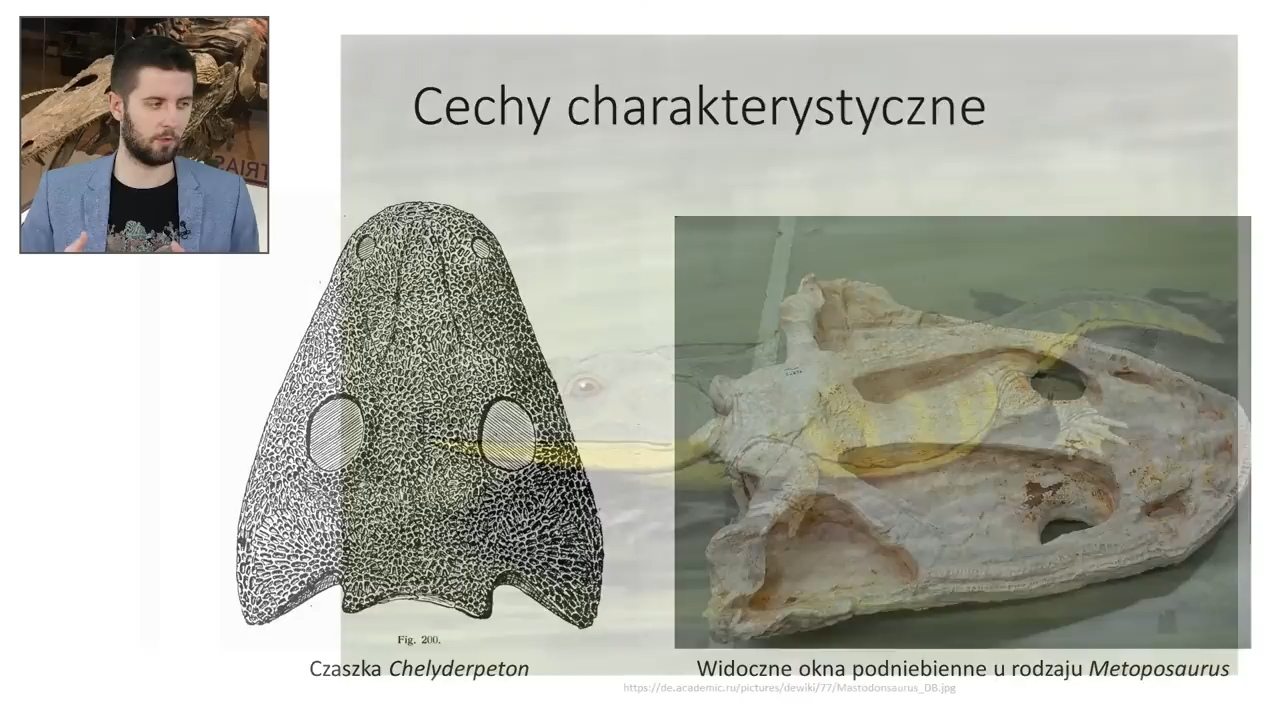 Cechy charakterystyczne
TRIAS
Fig. 200.
Czaszka Chelyderpeton
Widoczne okna podniebienne u rodzaju Metoposaurus
https://de.academic.ru/pictures/dewiki/77/Mastodonsaurus_DB.jpg